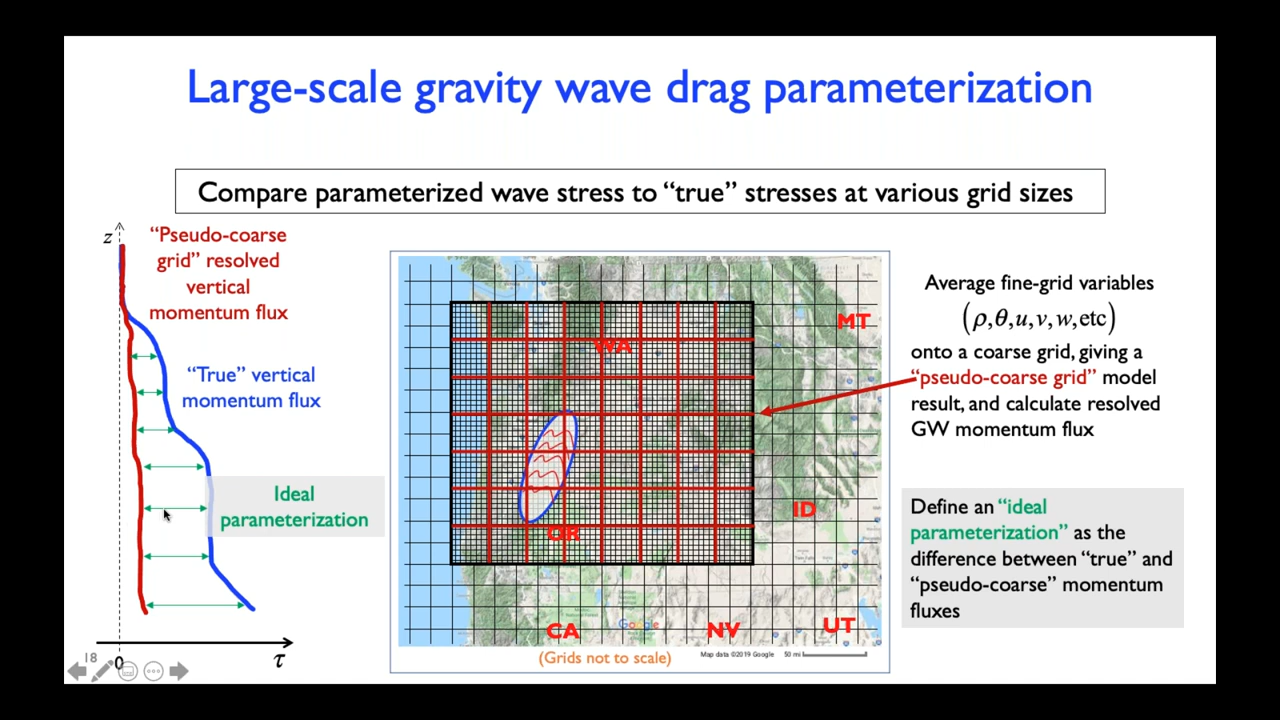 Large-scale gravity wave drag parameterization
Compare parameterized wave stress to “true” stresses at various grid sizes
z
“Pseudo-coarse
grid” resolved
vertical
momentum flux
“True” vertical
momentum flux
Ideal
parameterization
0
τ
18
WA
MT
OR
ID
CA
NV
UT
Google
(Grids not to scale)
Map data ©2019 Google 50 mi
Average fine-grid variables
(ρ,θ,u,v,w,etc)
onto a coarse grid, giving a
“pseudo-coarse grid” model
result, and calculate resolved
GW momentum flux
Define an “ideal
parameterization” as the
difference between “true” and
“pseudo-coarse” momentum
fluxes